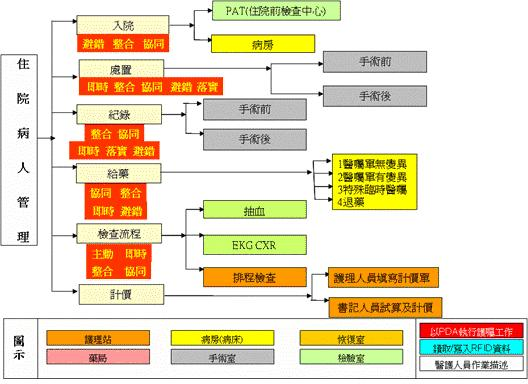 住院病人管理
入院
避錯 整合 協同
PAT(住院前檢查中心)
病房
處置
即時 整合 協同 避錯 落實
手術前
手術後
紀錄
整合 協同
即時 落實 避錯
手術前
手術後
給藥
協同 整合
即時 避錯
1醫囑單無變異
2醫囑單有變異
3特殊臨時醫囑
4退藥
檢查流程
主動 即時
整合 協同
抽血
EKG CXR
排程檢查
計價
護理人員填寫計價單
書記人員試算及計價
圖示
護理站
病房(病床)
恢復室
藥局
手術室
檢驗室
以PDA執行護囑工作
讀取/寫入RFID資料
醫護人員作業描述